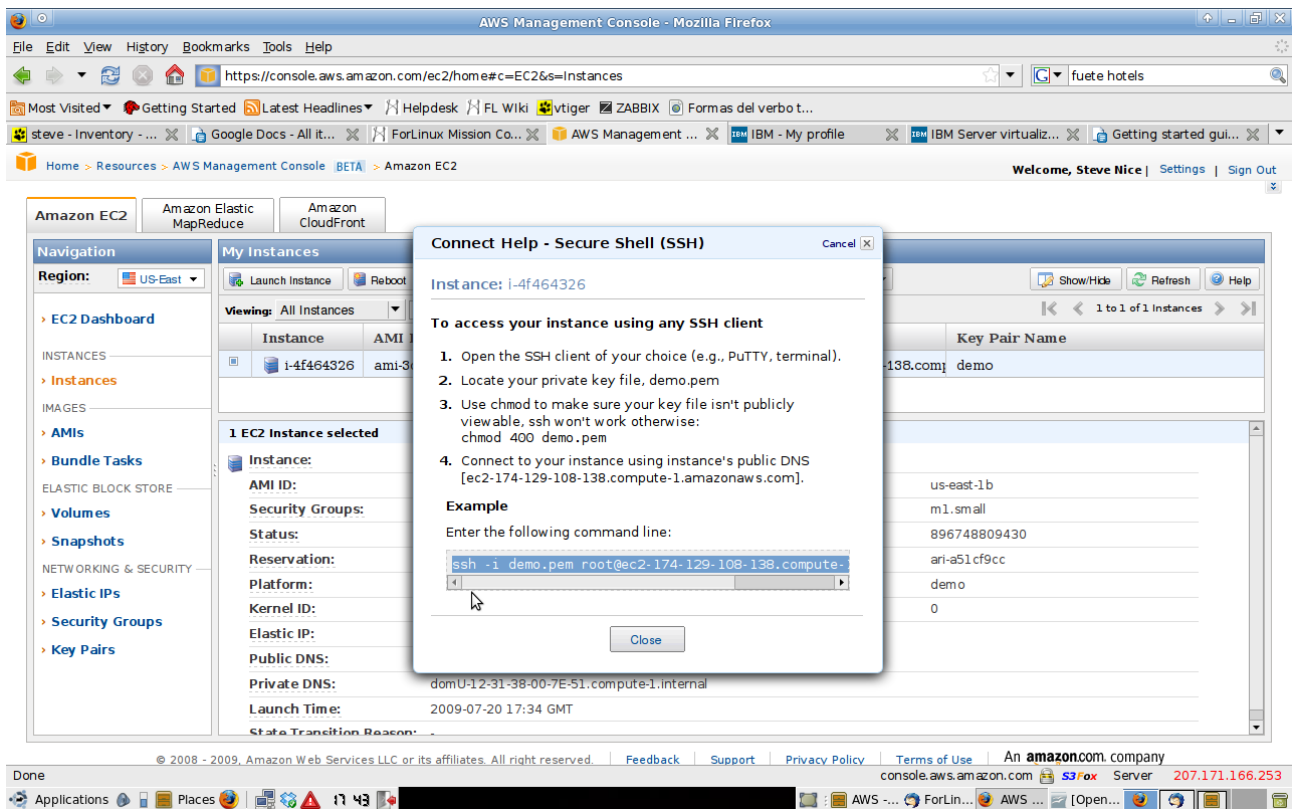 AWS Management Console - Mozilla Firefox
File Edit View History Bookmarks Tools Help
https://console.aws.amazon.com/ec2/home#c=EC2&s=Instances
fuete hotels
Most Visited Getting Started Latest Headlines Helpdesk FL WIki vtiger ZABBIX Formas del verbo t...
steve - Inventory - ... Google Docs - All it... ForLinux Mission Co... AWS Management ... IBM - My profile IBM Server virtualiz... Getting started gui...
Home > Resources > AWS Management Console BETA > Amazon EC2
Welcome, Steve Nice | Settings | Sign Out
Amazon EC2
Amazon Elastic MapReduce
Amazon CloudFront
Navigation
Region: US-East
EC2 Dashboard
INSTANCES
Instances
IMAGES
AMIs
Bundle Tasks
ELASTIC BLOCK STORE
Volumes
Snapshots
NETWORKING & SECURITY
Elastic IPs
Security Groups
Key Pairs
My Instances
Launch Instance Reboot
Show/Hide Refresh Help
Viewing: All Instances
1 to 1 of 1 Instances
Instance AMI Key Pair Name
i-4f464326 ami-3 -138.com demo
1 EC2 Instance selected
Instance:
AMI ID: us-east-1b
Security Groups: m1.small
Status: 896748809430
Reservation: ari-a51cf9cc
Platform: demo
Kernel ID: 0
Elastic IP:
Public DNS:
Private DNS: domU-12-31-38-00-7E-51.compute-1.internal
Launch Time: 2009-07-20 17:34 GMT
State Transition Reason: -
Connect Help - Secure Shell (SSH)
Cancel X
Instance: i-4f464326
To access your instance using any SSH client
1. Open the SSH client of your choice (e.g., PuTTY, terminal).
2. Locate your private key file, demo.pem
3. Use chmod to make sure your key file isn't publicly
viewable, ssh won't work otherwise:
chmod 400 demo.pem
4. Connect to your instance using instance's public DNS
[ec2-174-129-108-138.compute-1.amazonaws.com].
Example
Enter the following command line:
ssh -i demo.pem root@ec2-174-129-108-138.compute-
Close
© 2008 - 2009, Amazon Web Services LLC or its affiliates. All right reserved. Feedback Support Privacy Policy Terms of Use An amazon.com. company
Done
console.aws.amazon.com S3Fox Server 207.171.166.253
Applications Places 17 43 AWS -... ForLin... AWS ... [Open...